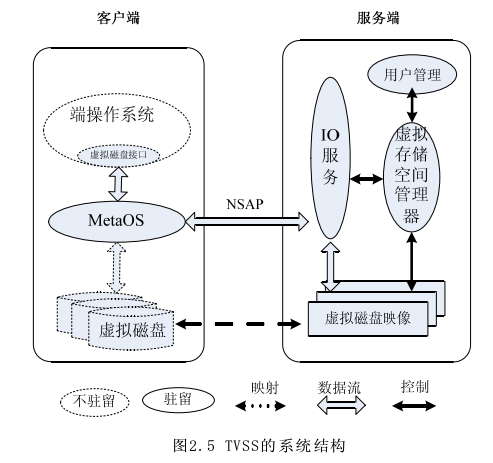 客户端
服务端
端操作系统
虚拟磁盘接口
MetaOS
虚拟磁盘
NSAP
用户管理
IO
服
务
虚拟
存储
空间
管理
器
虚拟磁盘映像
不驻留
驻留
映射
数据流
控制
图2.5 TVSS的系统结构